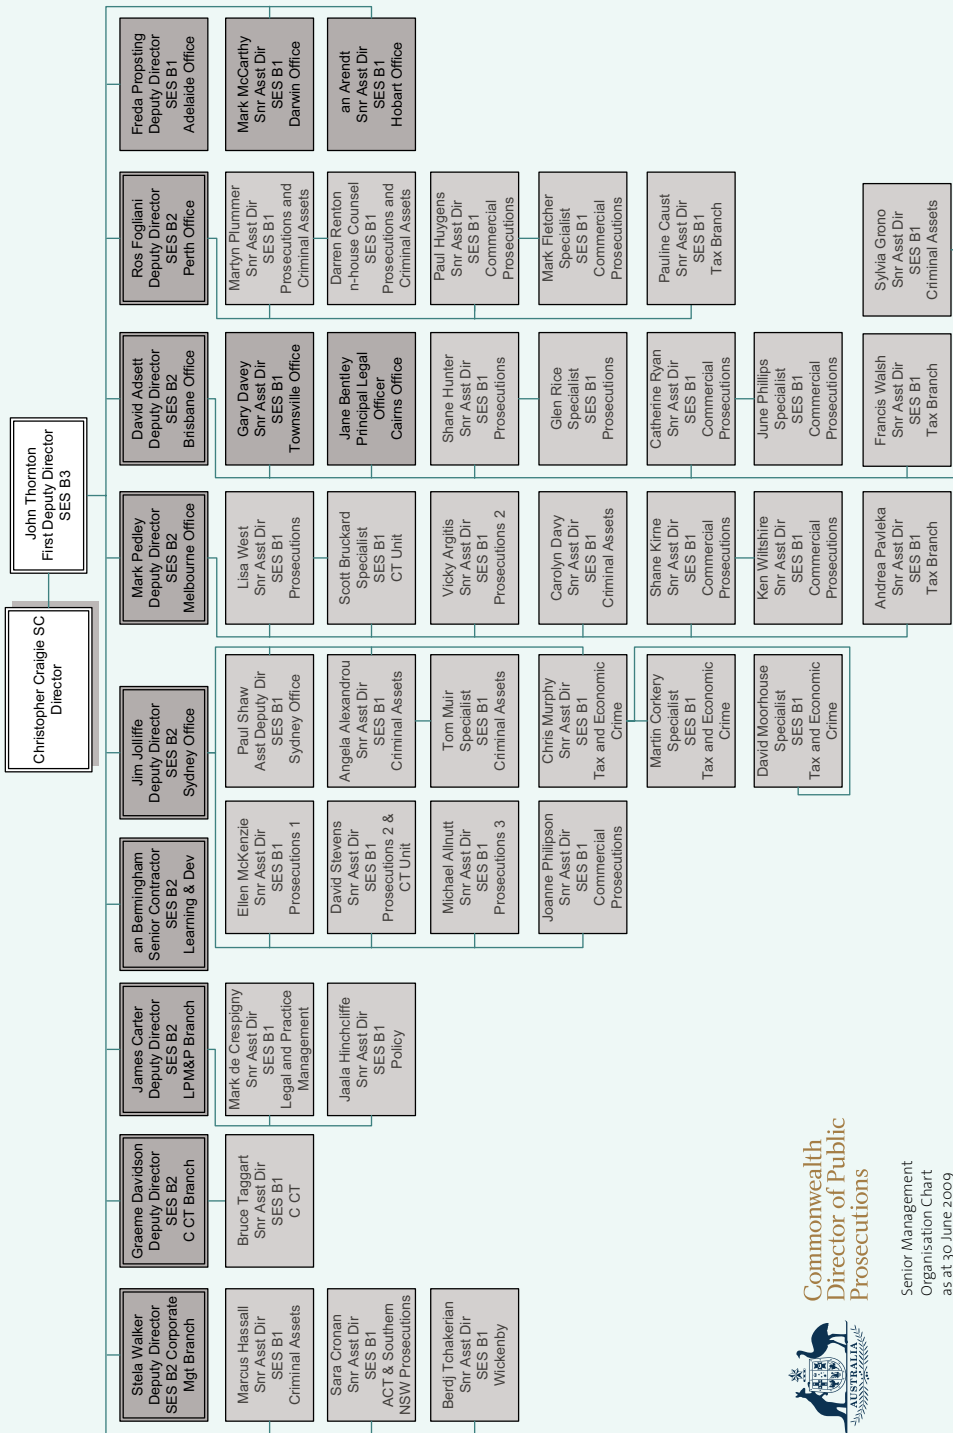 Christopher Craigie SC
Director
John Thornton
First Deputy Director
SES B3
Stela Walker
Deputy Director
SES B2 Corporate
Mgt Branch
Marcus Hassall
Snr Asst Dir
SES B1
Criminal Assets
Sara Cronan
Snr Asst Dir
SES B1
ACT & Southern
NSW Prosecutions
Berdj Tchakerian
Snr Asst Dir
SES B1
Wickenby
Graeme Davidson
Deputy Director
SES B2
C CT Branch
Bruce Taggart
Snr Asst Dir
SES B1
C CT
James Carter
Deputy Director
SES B2
LPM&P Branch
Mark de Crespigny
Snr Asst Dir
SES B1
Legal and Practice
Management
Jaala Hinchcliffe
Snr Asst Dir
SES B1
Policy
an Bermingham
Senior Contractor
SES B2
Learning & Dev
Jim Jolliffe
Deputy Director
SES B2
Sydney Office
Ellen McKenzie
Snr Asst Dir
SES B1
Prosecutions 1
David Stevens
Snr Asst Dir
SES B1
Prosecutions 2 &
CT Unit
Michael Allnutt
Snr Asst Dir
SES B1
Prosecutions 3
Joanne Philipson
Snr Asst Dir
SES B1
Commercial
Prosecutions
Paul Shaw
Asst Deputy Dir
SES B1
Sydney Office
Angela Alexandrou
Snr Asst Dir
SES B1
Criminal Assets
Tom Muir
Specialist
SES B1
Criminal Assets
Chris Murphy
Snr Asst Dir
SES B1
Tax and Economic
Crime
Martin Corkery
Specialist
SES B1
Tax and Economic
Crime
David Moorhouse
Specialist
SES B1
Tax and Economic
Crime
Mark Pedley
Deputy Director
SES B2
Melbourne Office
Lisa West
Snr Asst Dir
SES B1
Prosecutions
Scott Bruckard
Specialist
SES B1
CT Unit
Vicky Argitis
Snr Asst Dir
SES B1
Prosecutions 2
Carolyn Davy
Snr Asst Dir
SES B1
Criminal Assets
Shane Kirne
Snr Asst Dir
SES B1
Commercial
Prosecutions
Ken Wiltshire
Snr Asst Dir
SES B1
Commercial
Prosecutions
Andrea Pavleka
Snr Asst Dir
SES B1
Tax Branch
David Adsett
Deputy Director
SES B2
Brisbane Office
Gary Davey
Snr Asst Dir
SES B1
Townsville Office
Jane Bentley
Principal Legal
Officer
Cairns Office
Shane Hunter
Snr Asst Dir
SES B1
Prosecutions
Glen Rice
Specialist
SES B1
Prosecutions
Catherine Ryan
Snr Asst Dir
SES B1
Commercial
Prosecutions
June Phillips
Specialist
SES B1
Commercial
Prosecutions
Francis Walsh
Snr Asst Dir
SES B1
Tax Branch
Sylvia Grono
Snr Asst Dir
SES B1
Criminal Assets
Ros Fogliani
Deputy Director
SES B2
Perth Office
Martyn Plummer
Snr Asst Dir
SES B1
Prosecutions and
Criminal Assets
Darren Renton
n-house Counsel
SES B1
Prosecutions and
Criminal Assets
Paul Huygens
Snr Asst Dir
SES B1
Commercial
Prosecutions
Mark Fletcher
Specialist
SES B1
Commercial
Prosecutions
Pauline Caust
Snr Asst Dir
SES B1
Tax Branch
Freda Propsting
Deputy Director
SES B1
Adelaide Office
Mark McCarthy
Snr Asst Dir
SES B1
Darwin Office
an Arendt
Snr Asst Dir
SES B1
Hobart Office
AUSTRALIA
Commonwealth
Director of Public
Prosecutions
Senior Management
Organisation Chart
as at 30 June 2009